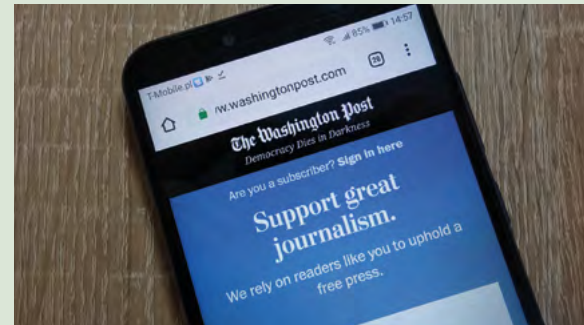 T-Mobile.pl 85% 14:57
w.washingtonpost.com
The Washington Post
Democracy Dies in Darkness
Are you a subscriber? Sign in here
Support great
journalism.
We rely on readers like you to uphold a
free press.